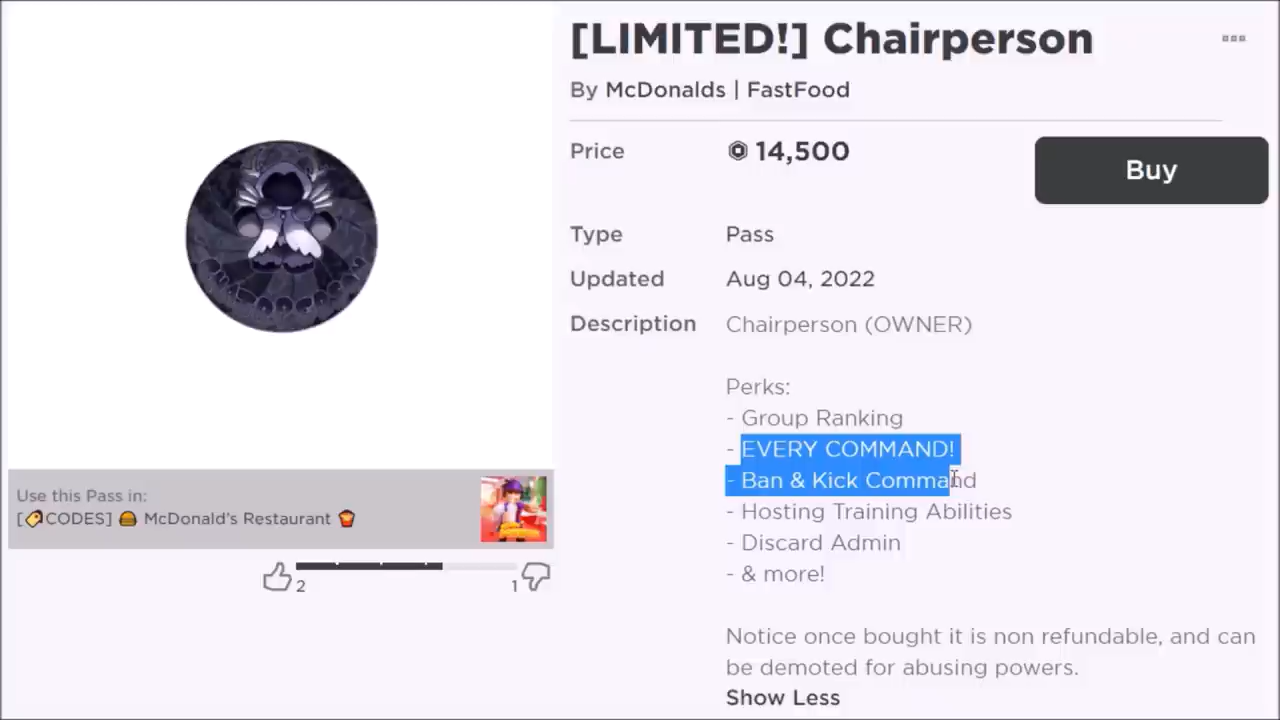 [LIMITED!] Chairperson
By McDonalds | FastFood
Price 14,500
Buy
Type Pass
Updated Aug 04, 2022
Description Chairperson (OWNER)
Perks:
- Group Ranking
- EVERY COMMAND!
- Ban & Kick Command
- Hosting Training Abilities
- Discard Admin
- & more!
Notice once bought it is non refundable, and can
be demoted for abusing powers.
Show Less
Use this Pass in:
[🏷️CODES] 🍔 McDonald's Restaurant 🍟
2
1